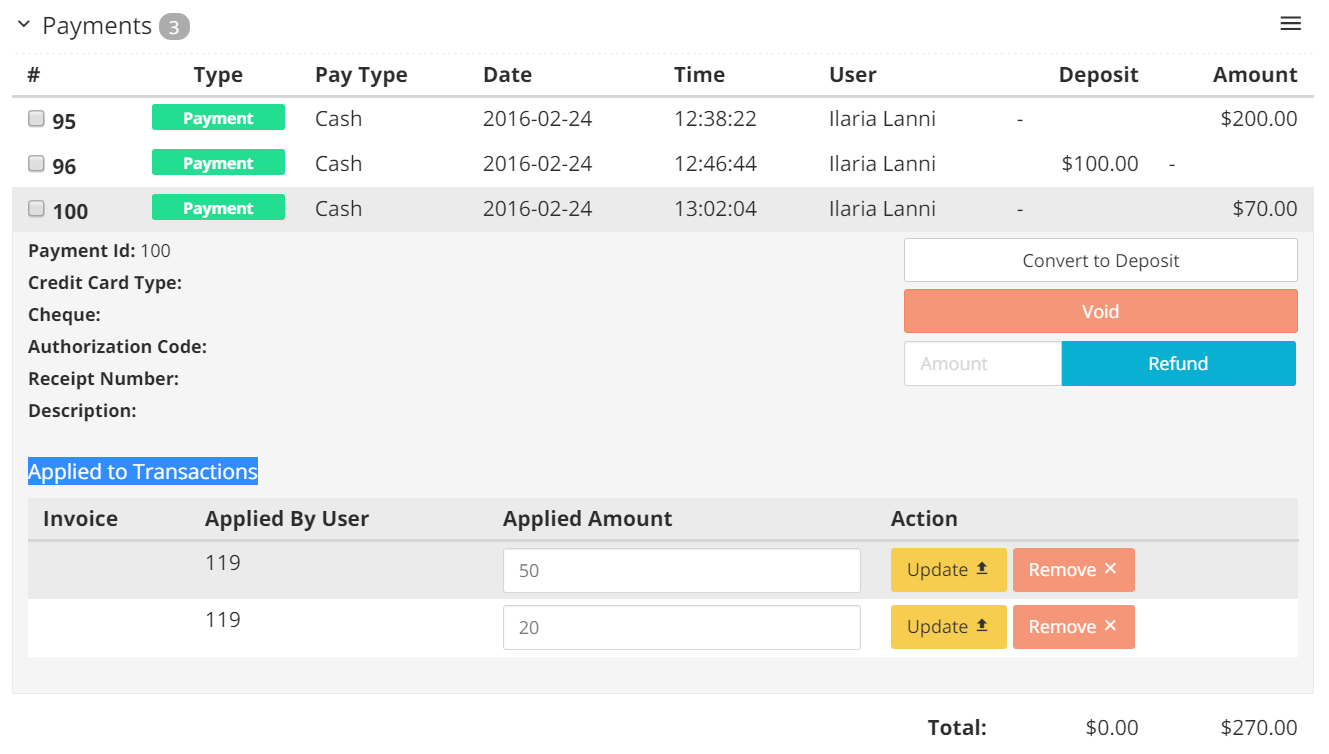 Payments 3
# Type Pay Type Date Time User Deposit Amount
95 Payment Cash 2016-02-24 12:38:22 Ilaria Lanni - $200.00
96 Payment Cash 2016-02-24 12:46:44 Ilaria Lanni $100.00 -
100 Payment Cash 2016-02-24 13:02:04 Ilaria Lanni - $70.00
Payment Id: 100
Convert to Deposit
Credit Card Type:
Cheque:
Void
Authorization Code:
Amount Refund
Receipt Number:
Description:
Applied to Transactions
Invoice Applied By User Applied Amount Action
119 50 Update Remove ✕
119 20 Update Remove ✕
Total: $0.00 $270.00